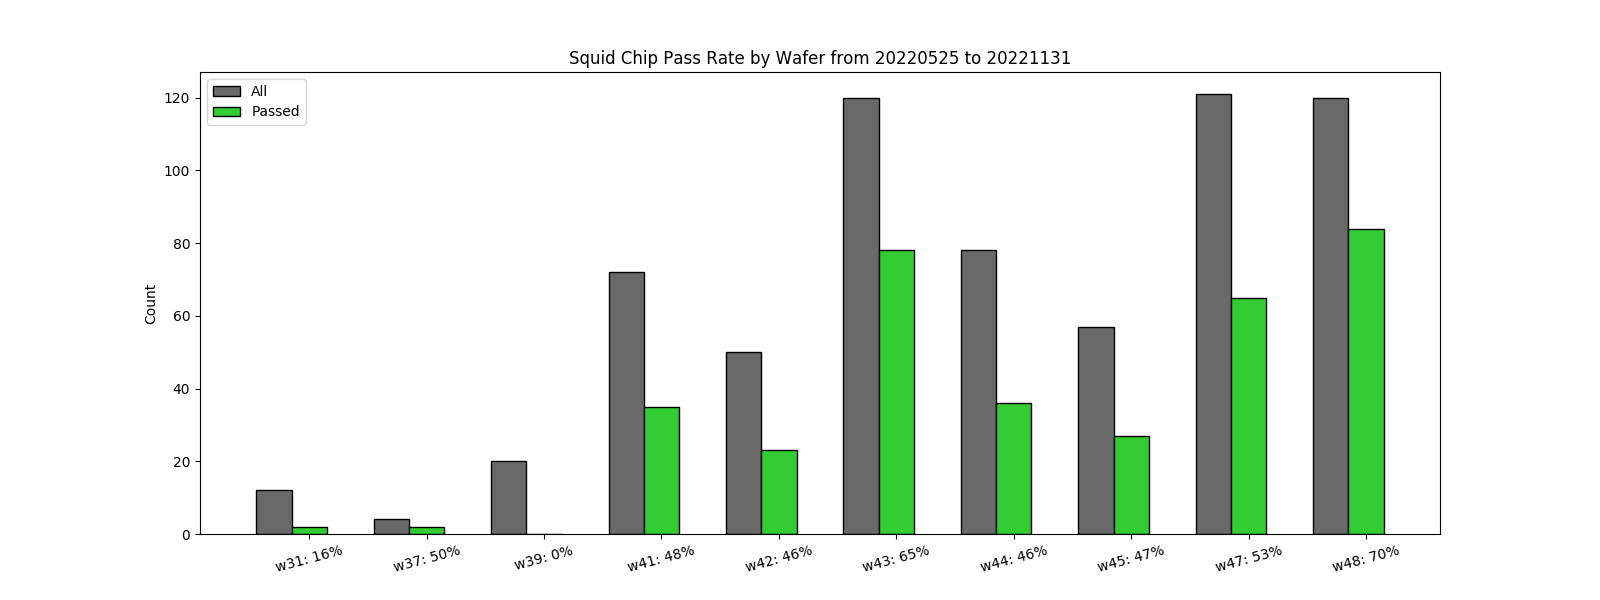 Squid Chip Pass Rate by Wafer from 20220525 to 20221131
All
Passed
120
100
80
60
40
20
0
Count
w31: 16%
w37: 50%
w39: 0%
w41: 48%
w42: 46%
w43: 65%
w44: 46%
w45: 47%
w47: 53%
w48: 70%